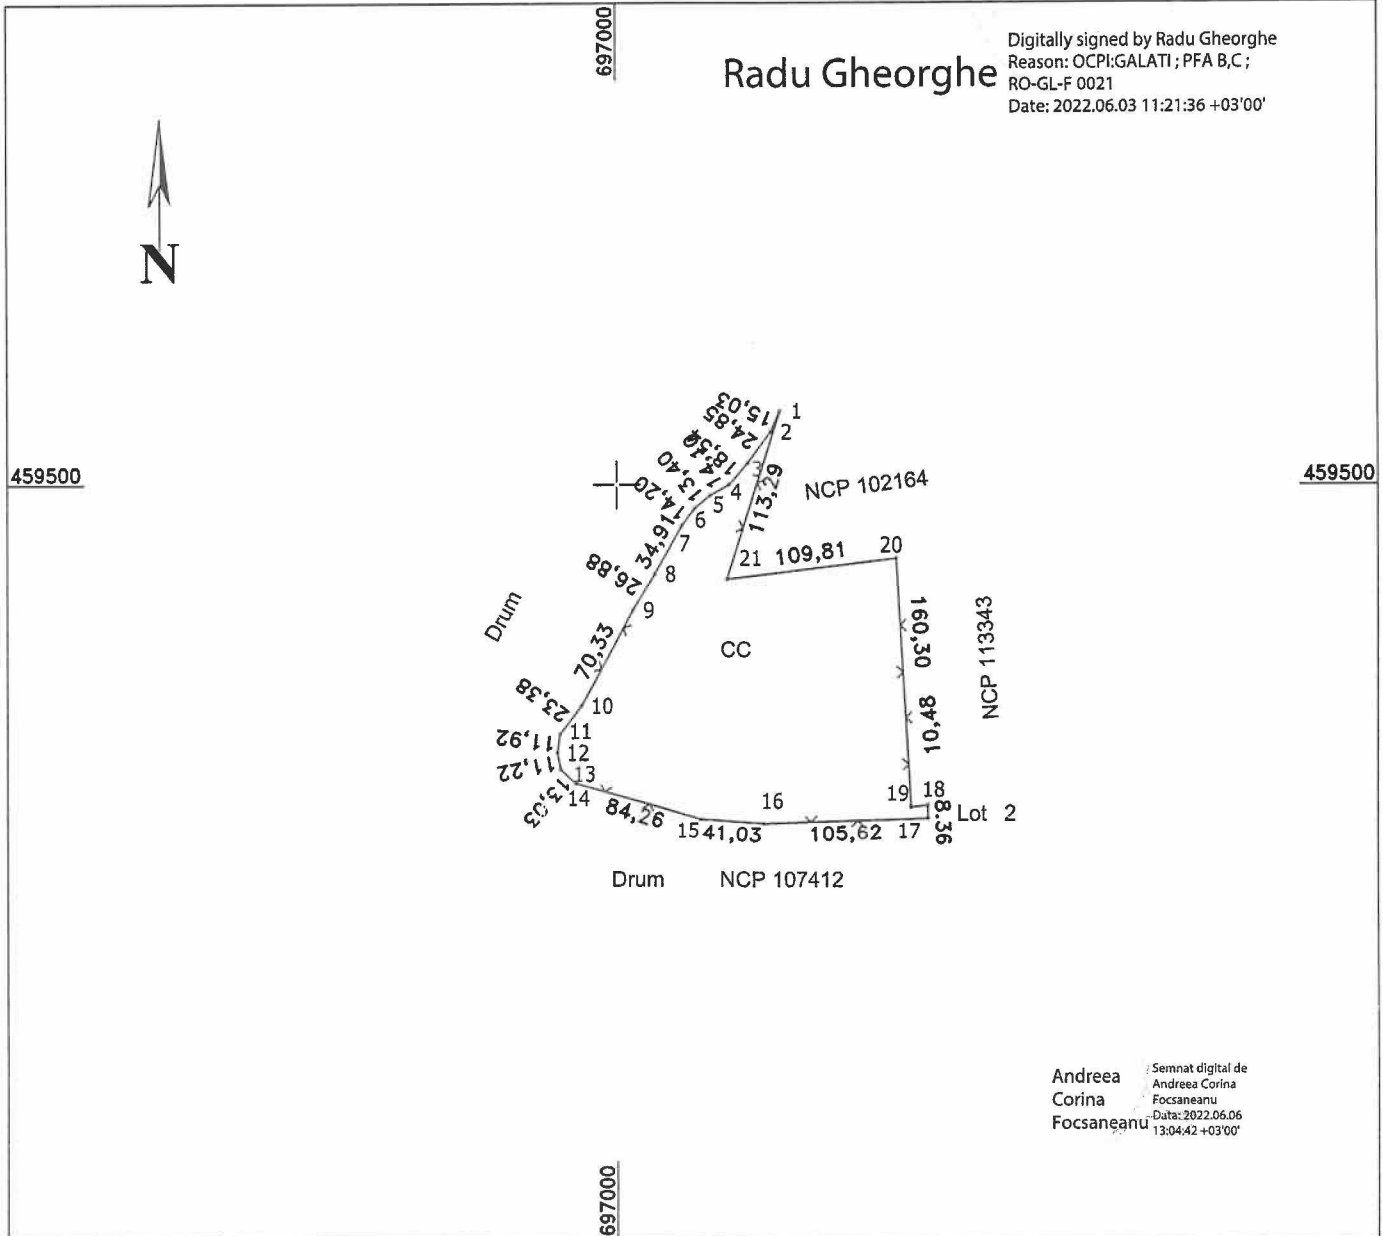 697000
Radu Gheorghe
Digitally signed by Radu Gheorghe
Reason: OCPI:GALATI ; PFA B,C ;
RO-GL-F 0021
Date: 2022.06.03 11:21:36 +03'00'
N
459500
459500
15,03
1
24,85
2
3
4
13,40
5
14,20
6
113,29
NCP 102164
34,91
7
21
109,81
20
26,88
8
9
Drum
CC
160,30
NCP 113343
70,33
23,38
10
10,48
11,92
11
12
11,22
13
13,03
14
84,26
16
19
18
15
41,03
105,62
17
8.36
Lot 2
Drum
NCP 107412
Andreea
Corina
Focsaneanu
Semnat digital de
Andreea Corina
Focsaneanu
Data: 2022.06.06
13:04:42 +03'00'
697000